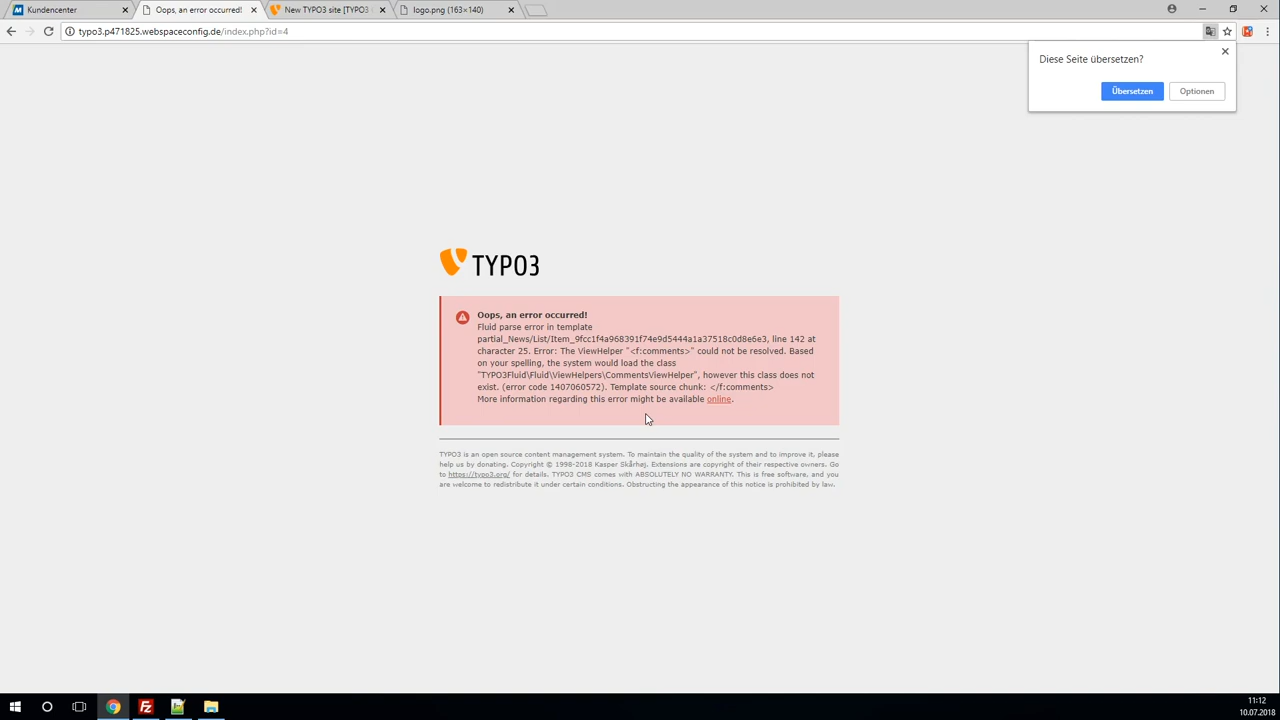 Kundencenter
Oops, an error occurred!
New TYPO3 site [TYPO3
logo.png (163×140)
typo3.p471825.webspaceconfig.de/index.php?id=4
Diese Seite übersetzen?
Übersetzen
Optionen
TYPO3
Oops, an error occurred!
Fluid parse error in template
partial_News/List/Item_9fcc1f4a968391f74e9d5444a1a37518c0d8e6e3, line 142 at
character 25. Error: The ViewHelper "<f:comments>" could not be resolved. Based
on your spelling, the system would load the class
"TYPO3Fluid\Fluid\ViewHelpers\CommentsViewHelper", however this class does not
exist. (error code 1407060572). Template source chunk: </f:comments>
More information regarding this error might be available online.
TYPO3 is an open source content management system. To maintain the quality of the system and to improve it, please
help us by donating. Copyright © 1998-2018 Kasper Skårhøj. Extensions are copyright of their respective owners. Go
to https://typo3.org/ for details. TYPO3 CMS comes with ABSOLUTELY NO WARRANTY. This is free software, and you
are welcome to redistribute it under certain conditions. Obstructing the appearance of this notice is prohibited by law.
11:12
10.07.2018